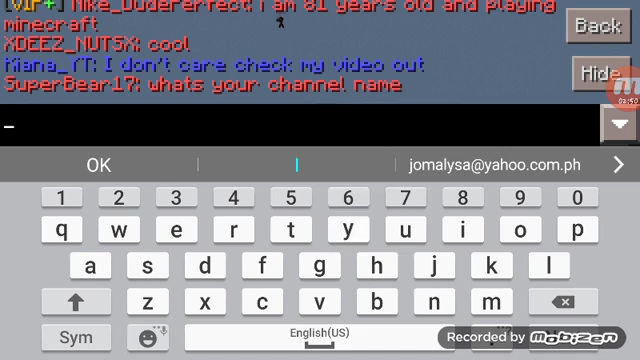 [VIP+] Nike_DudePerfect: i am 81 years old and playing
minecraft
XDEEZ_NUTSX: cool
Kiana_YT: I don't care check my video out
SuperBear17: whats your channel name
Back
Hide
02:50
_
OK
jomalysa@yahoo.com.ph
1 2 3 4 5 6 7 8 9 0
q w e r t y u i o p
a s d f g h j k l
z x c v b n m
Sym
English(US)
Recorded by Mobizen